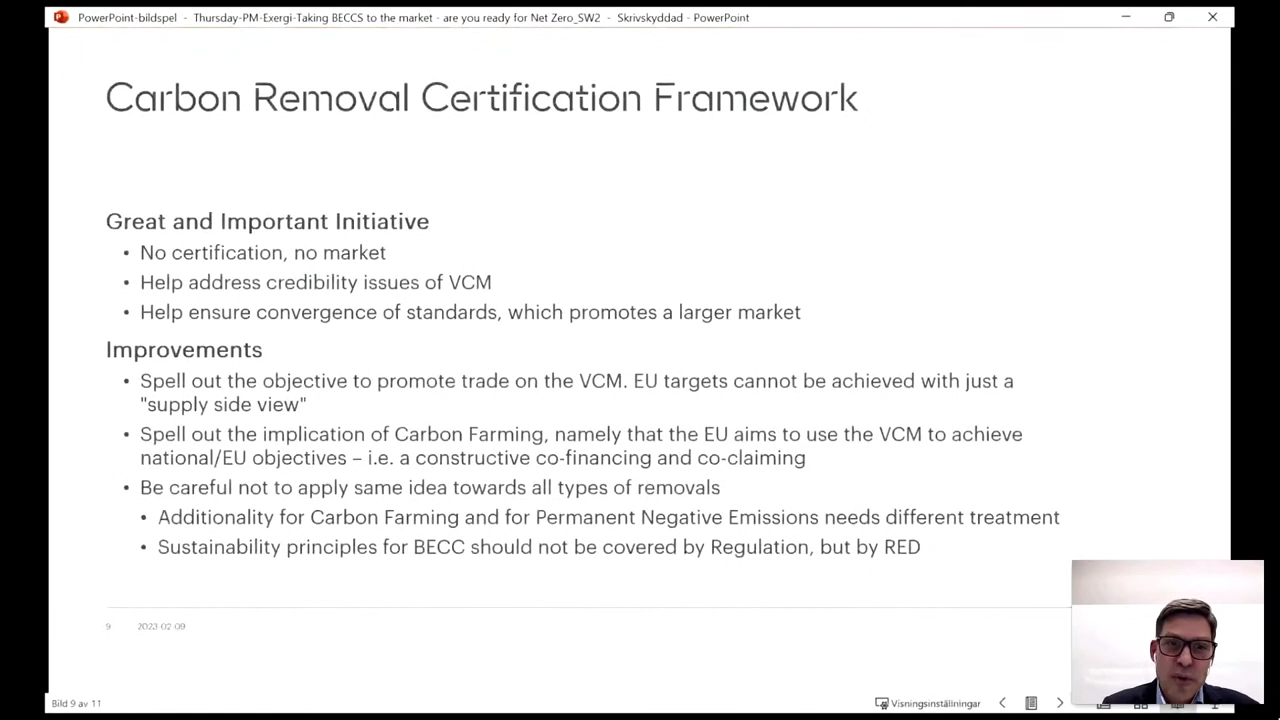 PowerPoint-bildspel - Thursday-PM-Exergi-Taking BECCS to the market - are you ready for Net Zero_SW2 - Skrivskyddad - PowerPoint
Carbon Removal Certification Framework
Great and Important Initiative
• No certification, no market
• Help address credibility issues of VCM
• Help ensure convergence of standards, which promotes a larger market
Improvements
• Spell out the objective to promote trade on the VCM. EU targets cannot be achieved with just a
"supply side view"
• Spell out the implication of Carbon Farming, namely that the EU aims to use the VCM to achieve
national/EU objectives – i.e. a constructive co-financing and co-claiming
• Be careful not to apply same idea towards all types of removals
• Additionality for Carbon Farming and for Permanent Negative Emissions needs different treatment
• Sustainability principles for BECC should not be covered by Regulation, but by RED
9 2023-02-09
Bild 9 av 11 Visningsinställningar